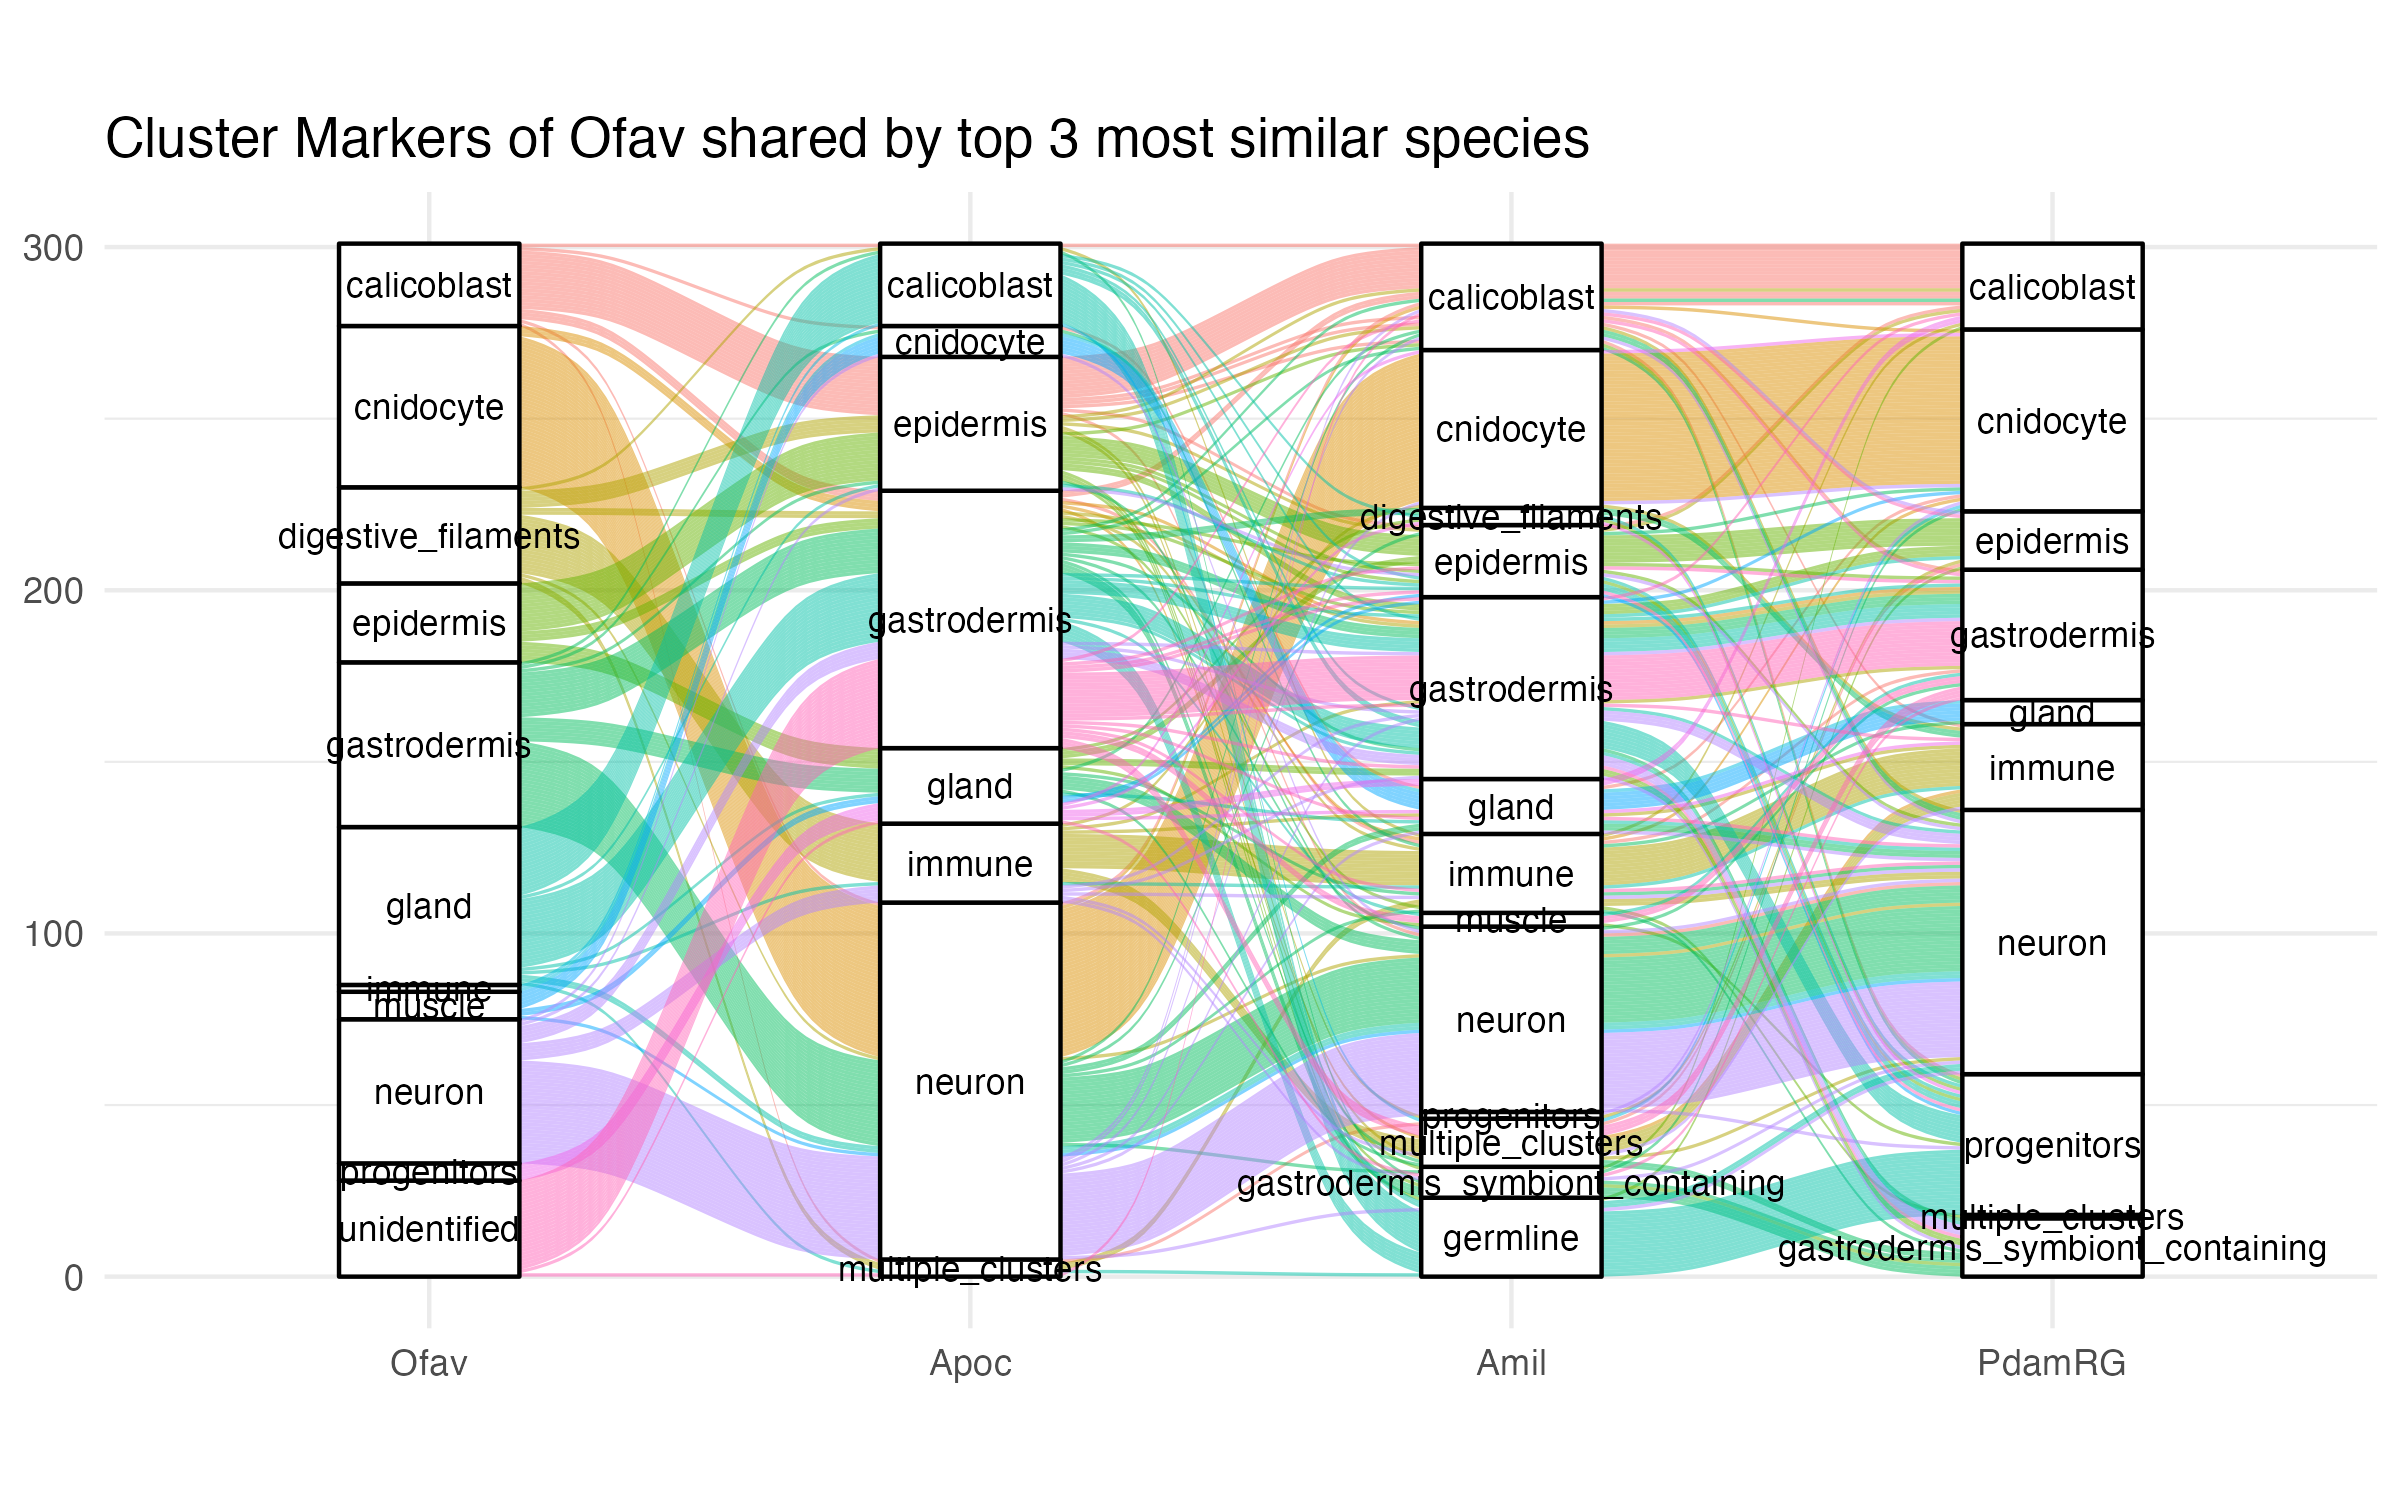 Cluster Markers of Ofav shared by top 3 most similar species
300
200
100
0
calicoblast
cnidocyte
digestive_filaments
epidermis
gastrodermis
gland
immune
muscle
neuron
progenitors
unidentified
calicoblast
cnidocyte
epidermis
gastrodermis
gland
immune
neuron
multiple_clusters
calicoblast
cnidocyte
digestive_filaments
epidermis
gastrodermis
gland
immune
muscle
neuron
progenitors
multiple_clusters
gastrodermis_symbiont_containing
germline
calicoblast
cnidocyte
epidermis
gastrodermis
gland
immune
neuron
progenitors
multiple_clusters
gastrodermis_symbiont_containing
Ofav
Apoc
Amil
PdamRG